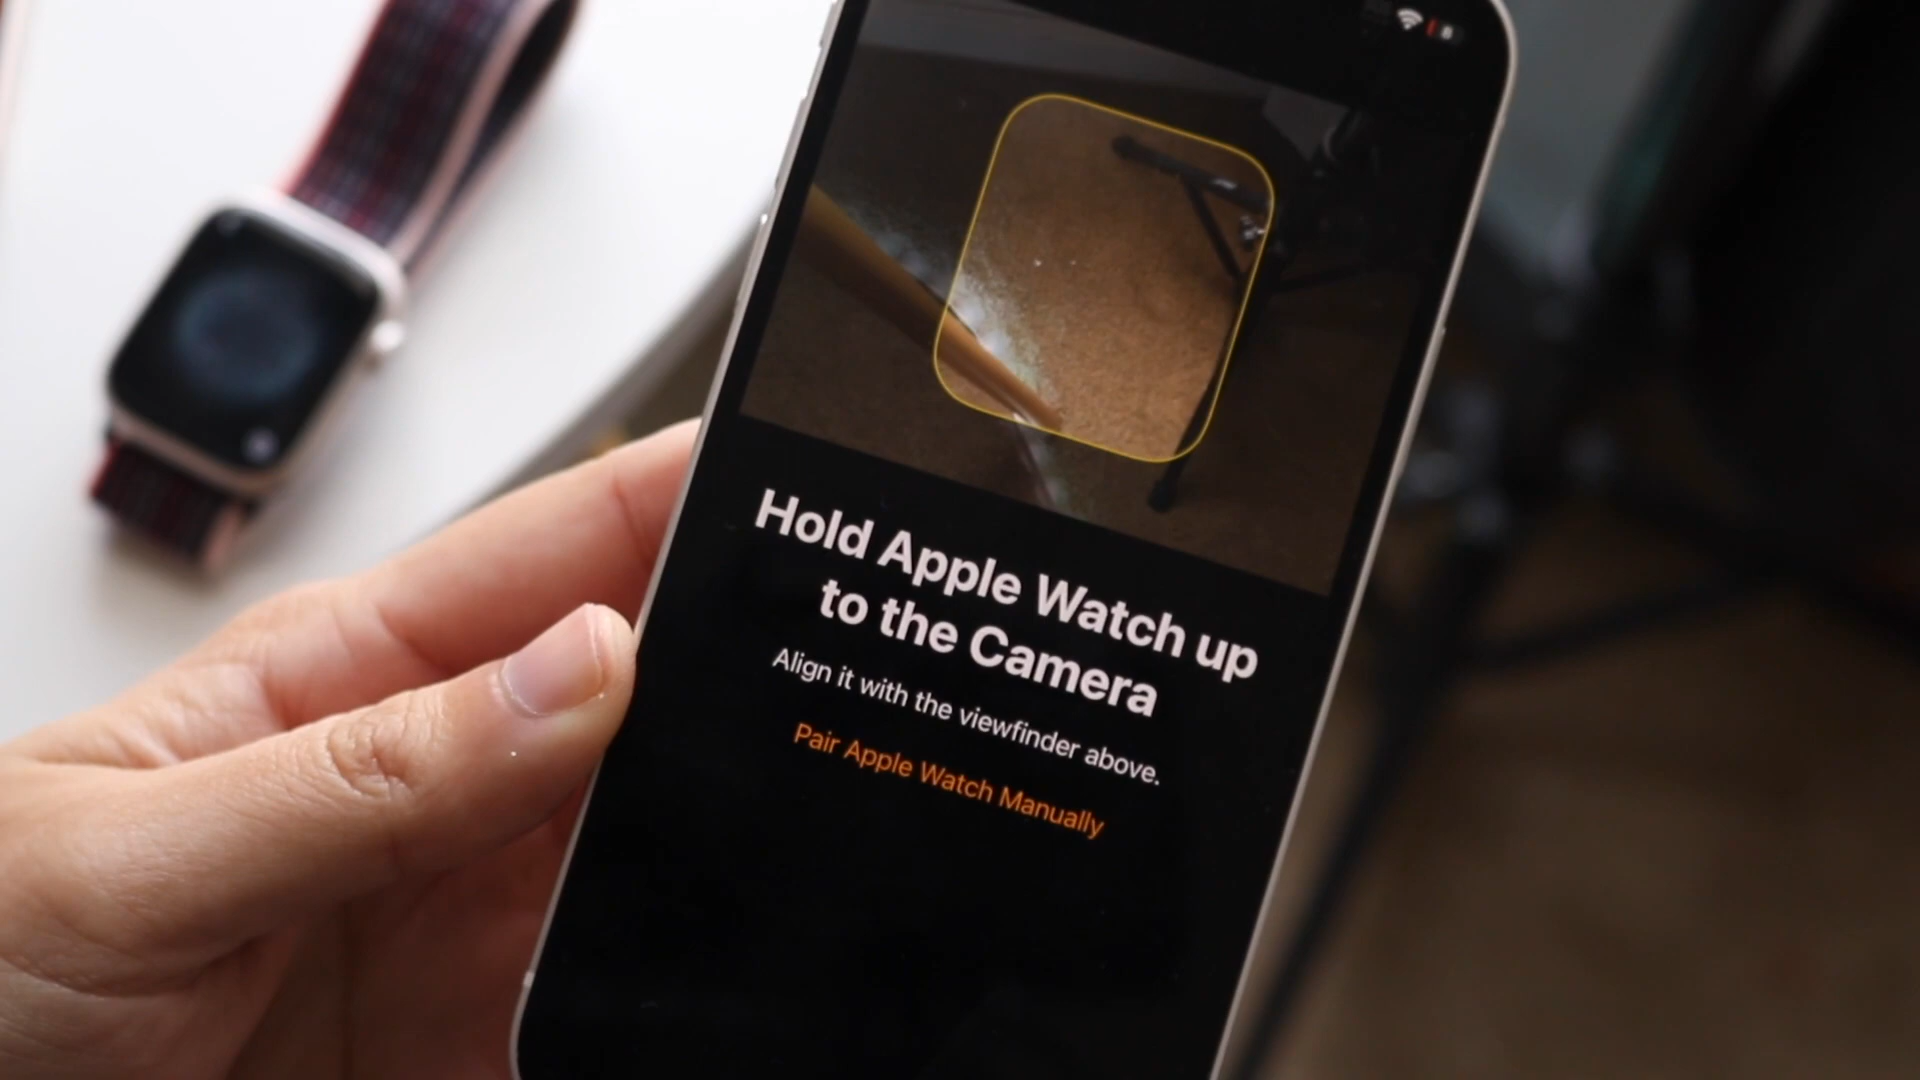 Hold Apple Watch up
to the Camera
Align it with the viewfinder above.
Pair Apple Watch Manually